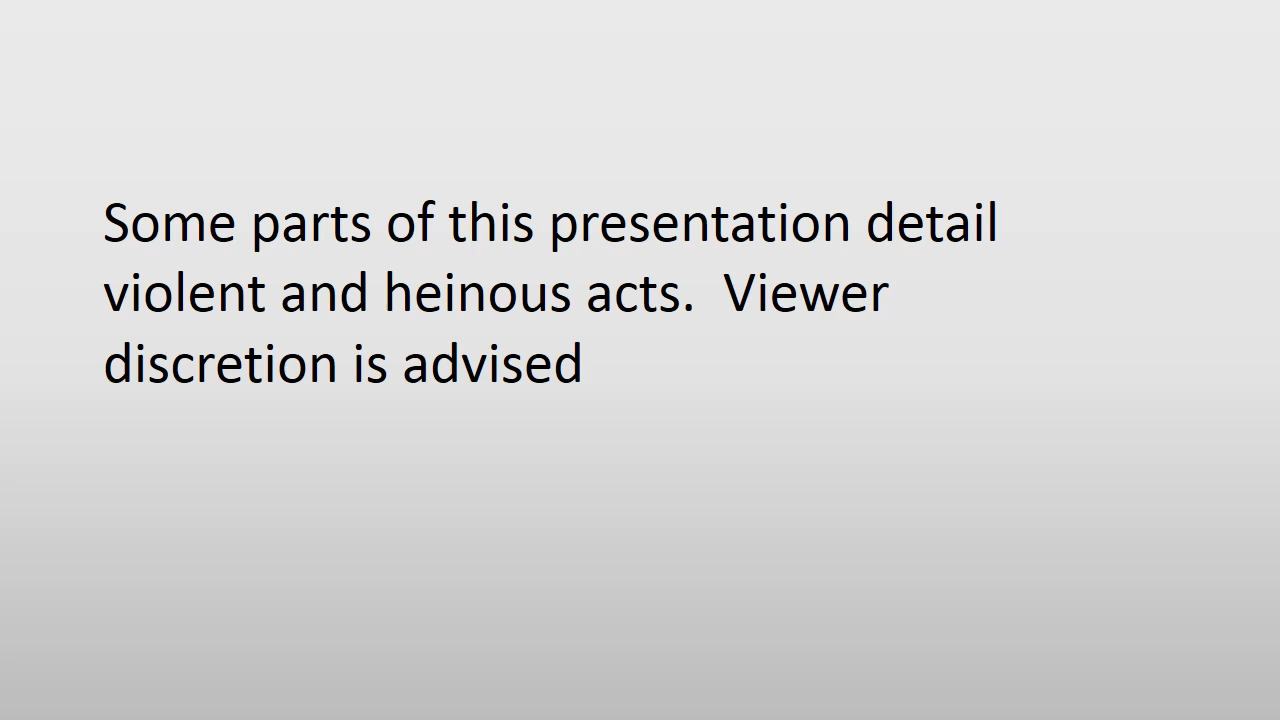 Some parts of this presentation detail
violent and heinous acts.  Viewer
discretion is advised